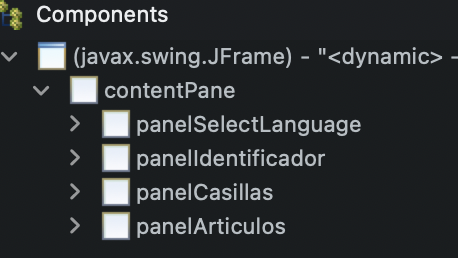 Components
(javax.swing.JFrame) - "<dynamic> -
contentPane
panelSelectLanguage
panelIdentificador
panelCasillas
panelArticulos